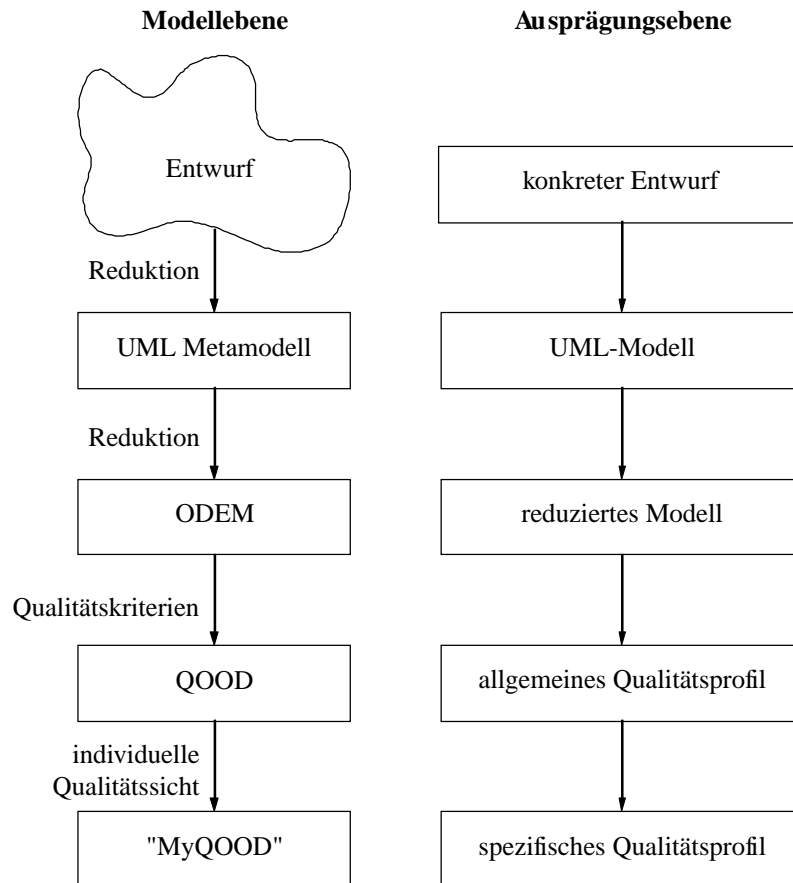 Modellebene
Ausprägungsebene
Entwurf
konkreter Entwurf
Reduktion
UML Metamodell
UML-Modell
Reduktion
ODEM
reduziertes Modell
Qualitätskriterien
QOOD
allgemeines Qualitätsprofil
individuelle
Qualitätssicht
"MyQOOD"
spezifisches Qualitätsprofil